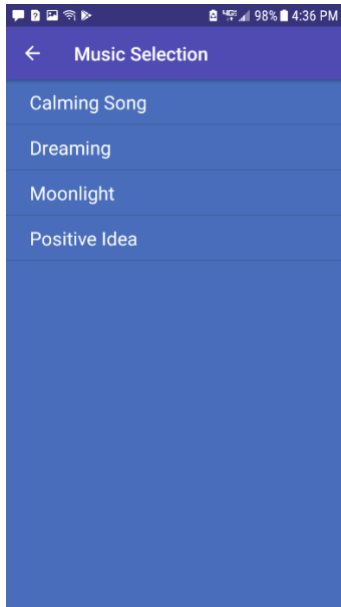 98% 4:36 PM
Music Selection
Calming Song
Dreaming
Moonlight
Positive Idea